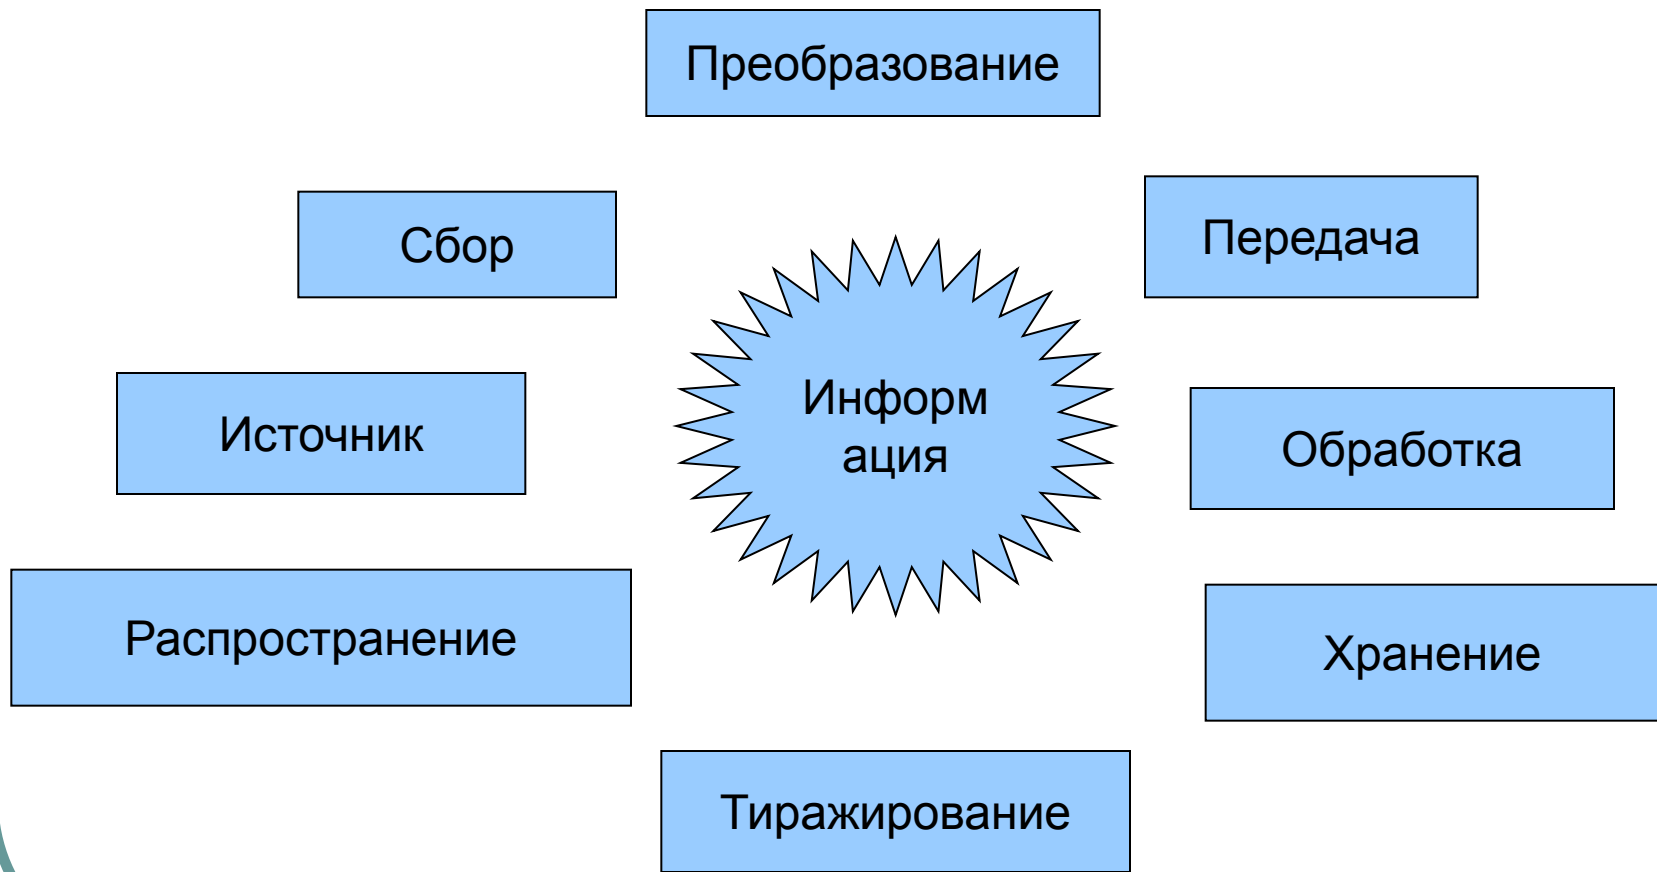 Преобразование
Сбор
Передача
Информ
ация
Источник
Обработка
Распространение
Хранение
Тиражирование